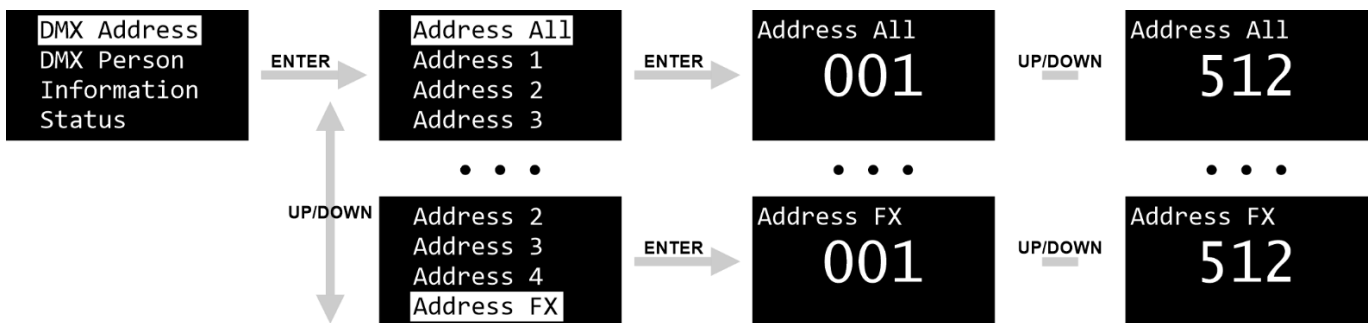 DMX Address
DMX Person
Information
Status
ENTER
Address All
Address 1
Address 2
Address 3
ENTER
Address All
001
UP/DOWN
Address All
512
• • •
• • •
• • •
UP/DOWN
Address 2
Address 3
Address 4
Address FX
ENTER
Address FX
001
UP/DOWN
Address FX
512